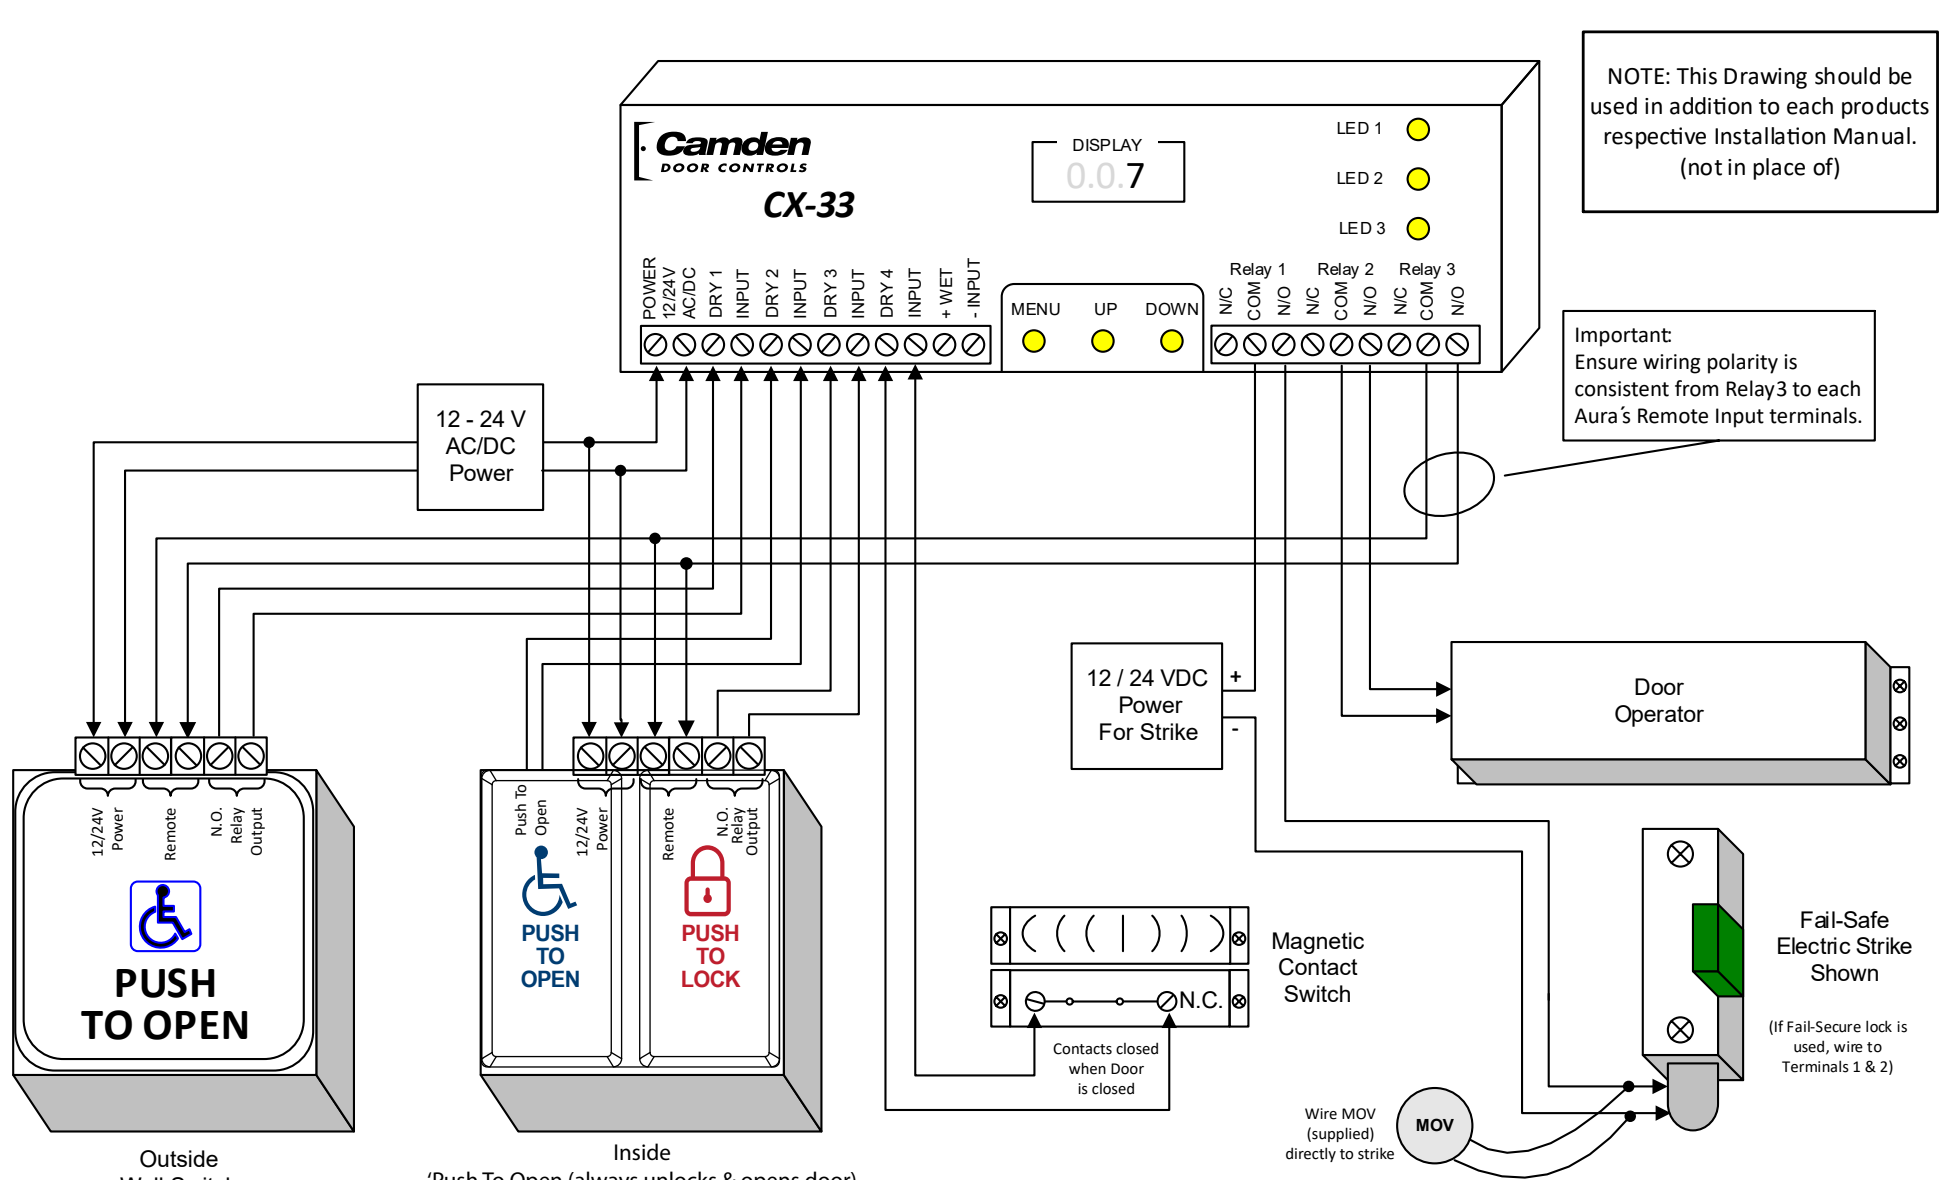 NOTE: This Drawing should be
used in addition to each products
respective Installation Manual.
(not in place of)
Camden
DOOR CONTROLS
CX-33
DISPLAY
0.0.7
LED 1
LED 2
LED 3
POWER
12/24V
AC/DC
DRY 1
INPUT
DRY 2
INPUT
DRY 3
INPUT
DRY 4
INPUT
+ WET
- INPUT
MENU
UP
DOWN
Relay 1
Relay 2
Relay 3
N/C
COM
N/O
N/C
COM
N/O
N/C
COM
N/O
Important:
Ensure wiring polarity is
consistent from Relay3 to each
Aura´s Remote Input terminals.
12 - 24 V
AC/DC
Power
12 / 24 VDC
Power
For Strike
+
-
Door
Operator
12/24V
Power
Remote
N.O.
Relay
Output
PUSH
TO OPEN
Push To
Open
12/24V
Power
Remote
N.O.
Relay
Output
PUSH
TO
OPEN
PUSH
TO
LOCK
N.C.
Magnetic
Contact
Switch
Contacts closed
when Door
is closed
Fail-Safe
Electric Strike
Shown
(If Fail-Secure lock is
used, wire to
Terminals 1 & 2)
Wire MOV
(supplied)
directly to strike
MOV
Outside
Inside
‘Push To Open (always unlocks & opens door)